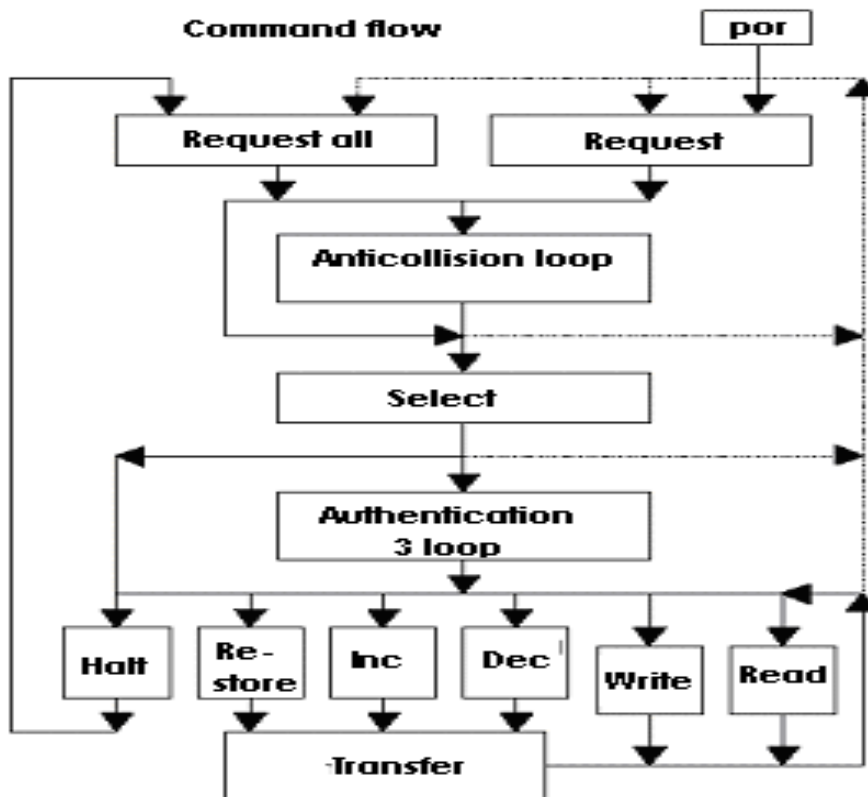 Command flow
por
Request all
Request
Anticollision loop
Select
Authentication
3 loop
Halt
Re-
store
Inc
Dec
Write
Read
Transfer